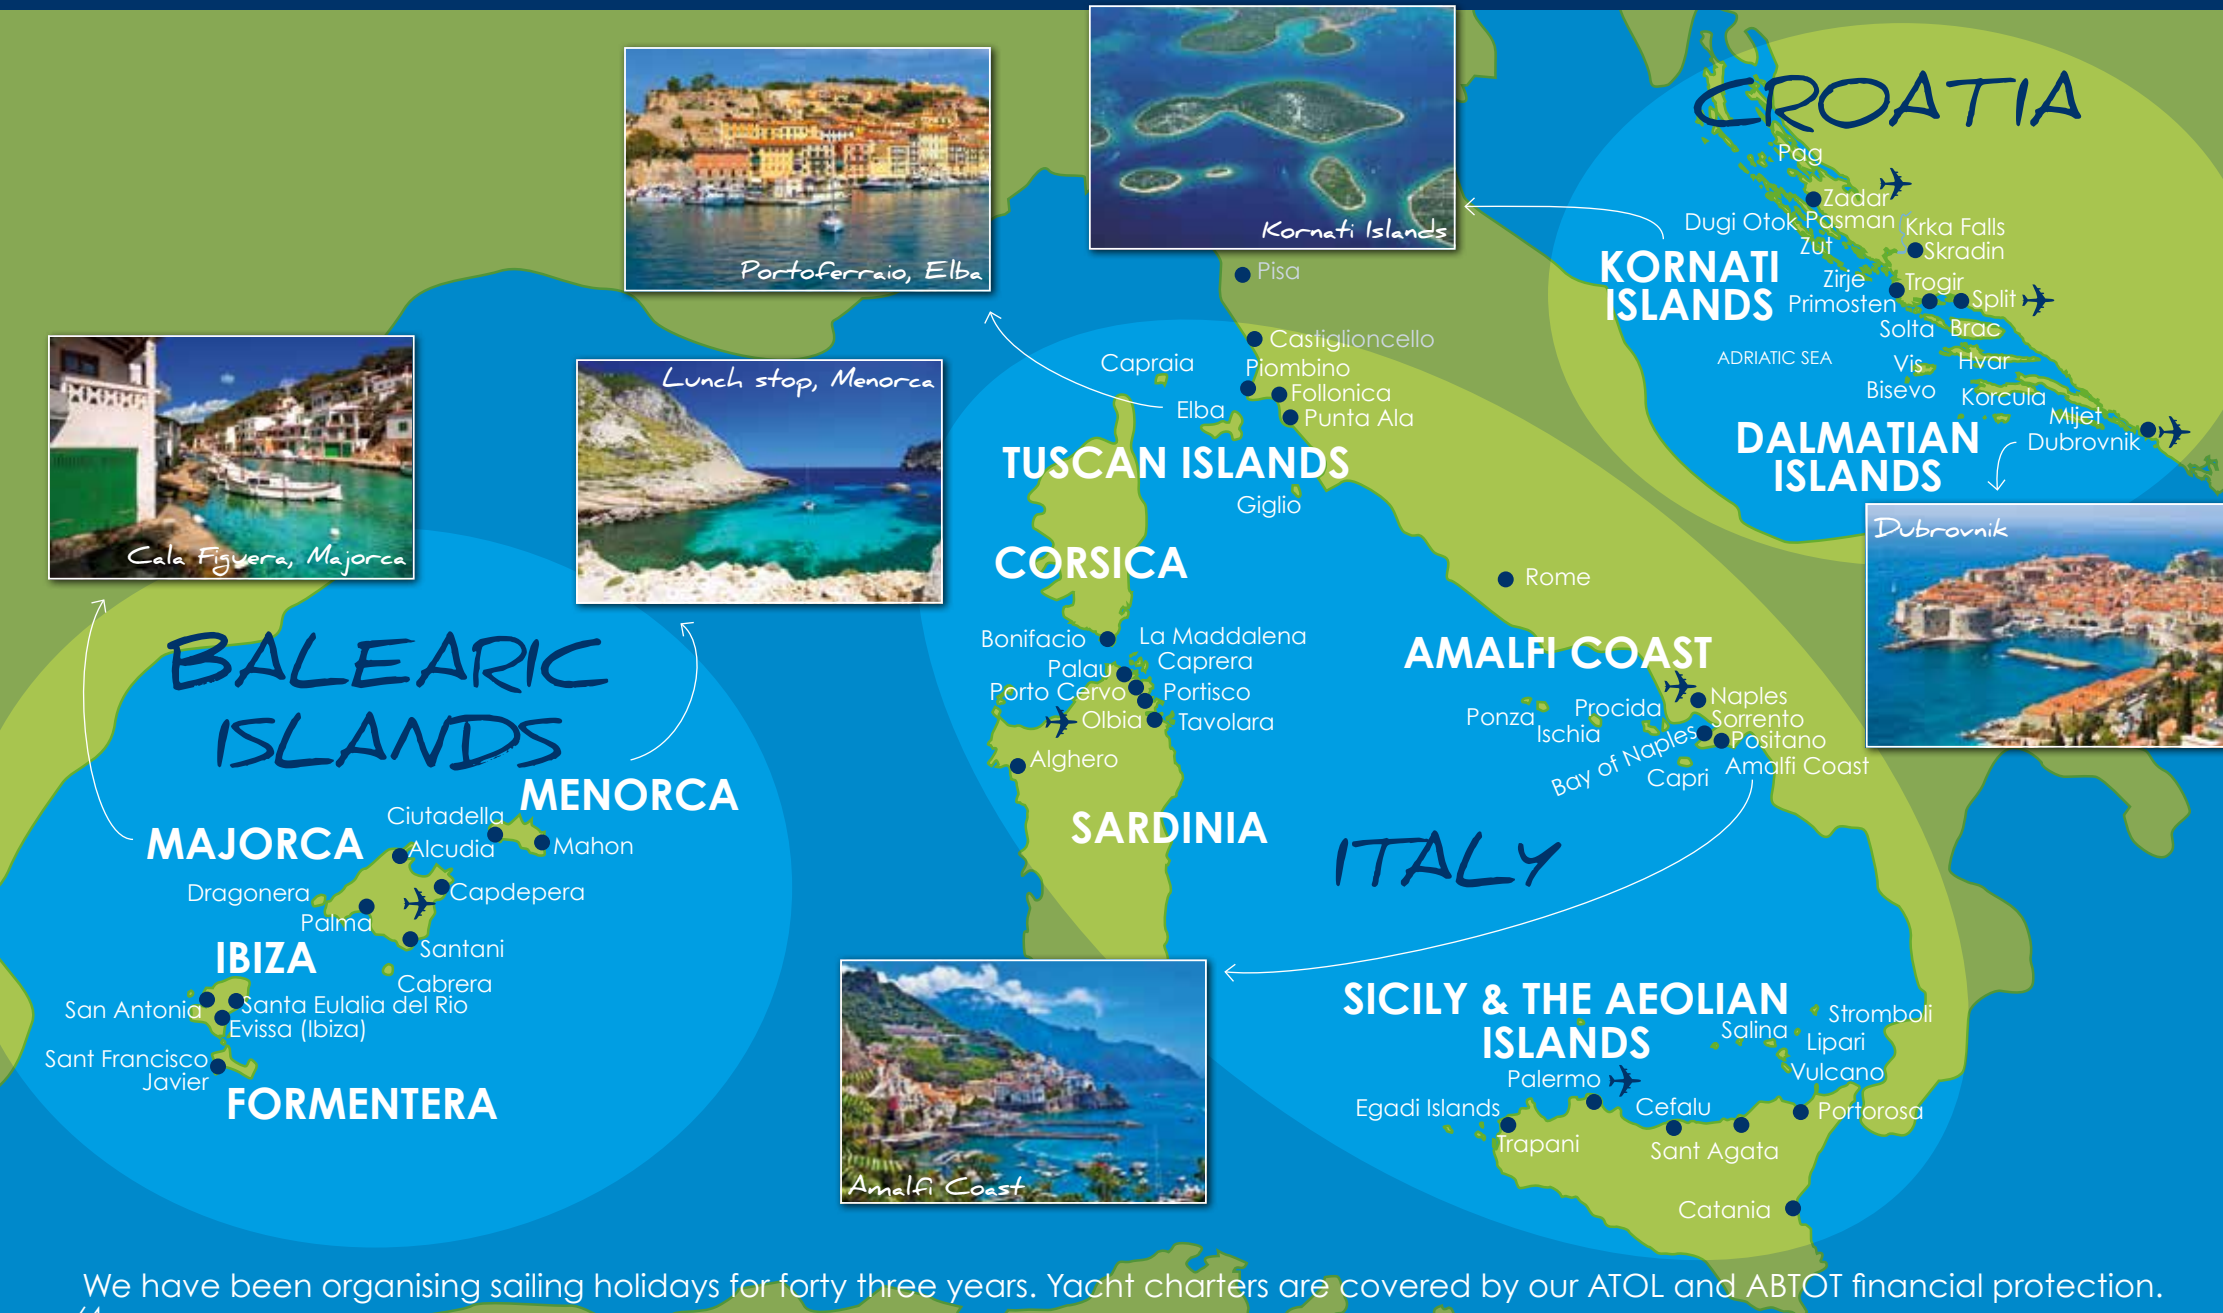 CROATIA
Pag
Zadar
Dugi Otok
Pasman
Krka Falls
Zut
Skradin
KORNATI
ISLANDS
Zirje
Trogir
Primosten
Split
Solta
Brac
ADRIATIC SEA
Vis
Hvar
Bisevo
Korcula
Mljet
Dubrovnik
DALMATIAN
ISLANDS
Dubrovnik
Kornati Islands
Portoferraio, Elba
Pisa
Castiglioncello
Capraia
Piombino
Follonica
Elba
Punta Ala
TUSCAN ISLANDS
Giglio
CORSICA
Rome
Bonifacio
La Maddalena
Caprera
Palau
Porto Cervo
Portisco
Olbia
Tavolara
Alghero
SARDINIA
AMALFI COAST
Naples
Procida
Ponza
Sorrento
Ischia
Positano
Bay of Naples
Amalfi Coast
Capri
ITALY
Lunch stop, Menorca
Cala Figuera, Majorca
BALEARIC
ISLANDS
MENORCA
Ciutadella
MAJORCA
Alcudia
Mahon
Dragonera
Capdepera
Palma
Santani
IBIZA
Cabrera
San Antonia
Santa Eulalia del Rio
Evissa (Ibiza)
Sant Francisco
Javier
FORMENTERA
Amalfi Coast
SICILY & THE AEOLIAN
ISLANDS
Stromboli
Salina
Lipari
Vulcano
Palermo
Egadi Islands
Cefalu
Portorosa
Trapani
Sant Agata
Catania
We have been organising sailing holidays for forty three years. Yacht charters are covered by our ATOL and ABTOT financial protection.